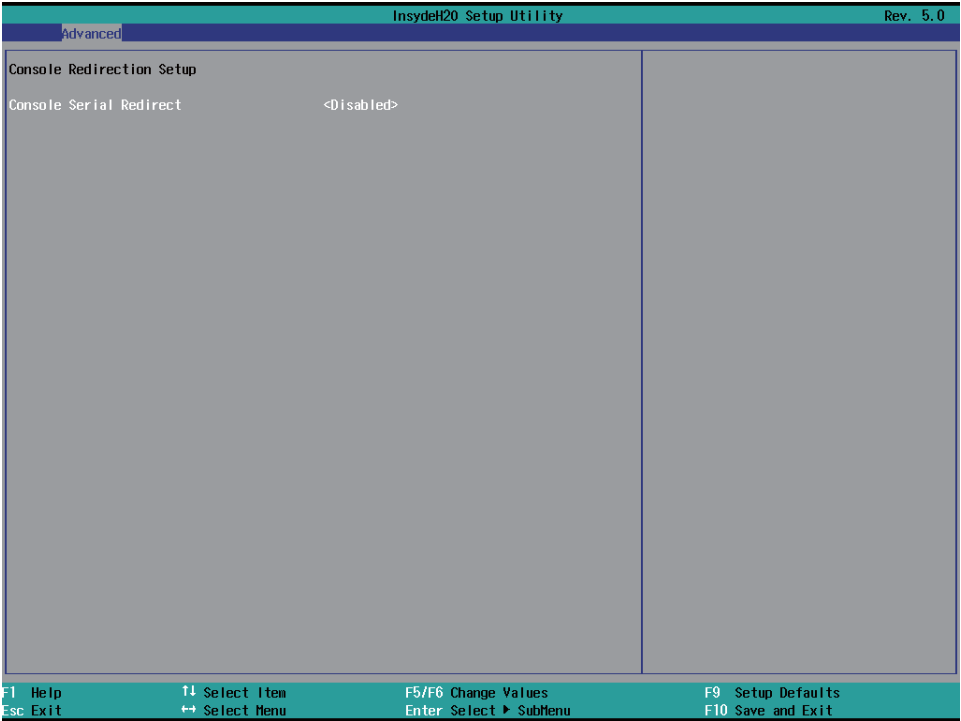 InsydeH20 Setup Utility Rev. 5.0
Advanced
Console Redirection Setup
Console Serial Redirect <Disabled>
F1 Help ↑↓ Select Item F5/F6 Change Values F9 Setup Defaults
Esc Exit ↔ Select Menu Enter Select ▶ SubMenu F10 Save and Exit